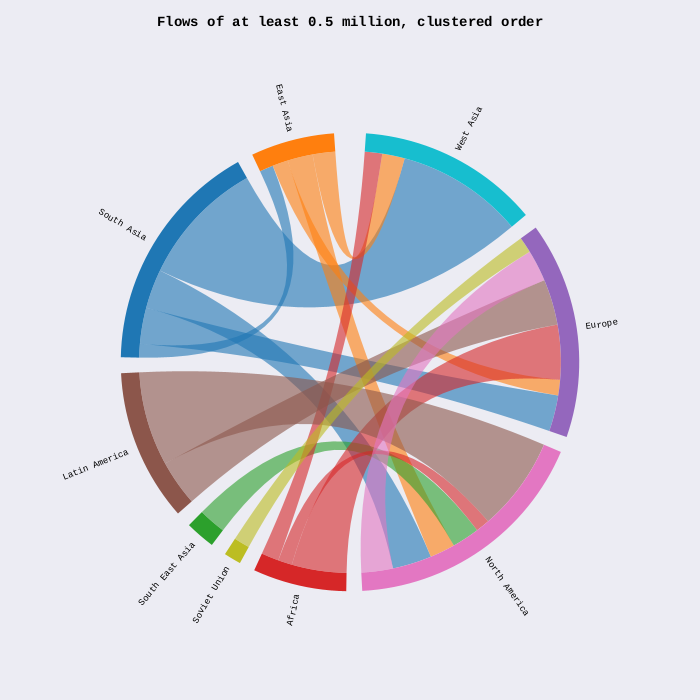 Flows of at least 0.5 million, clustered order
East Asia
West Asia
South Asia
Europe
Latin America
South East Asia
Soviet Union
Africa
North America